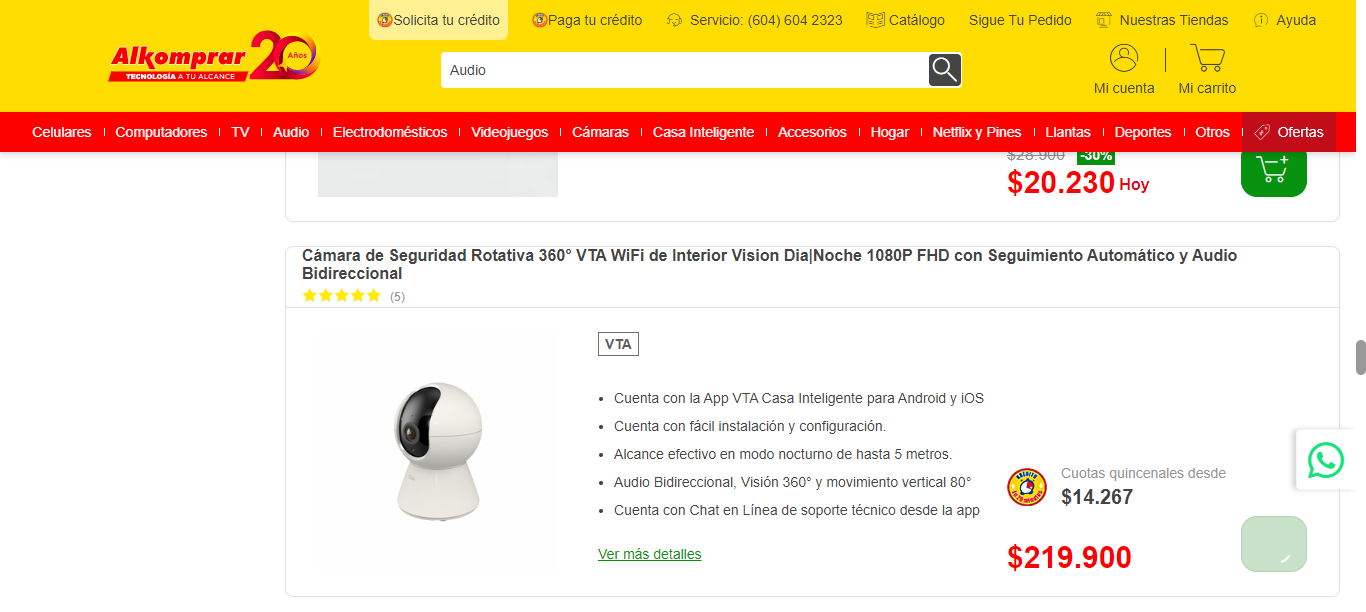 Solicita tu crédito
Paga tu crédito
Servicio: (604) 604 2323
Catálogo
Sigue Tu Pedido
Nuestras Tiendas
Ayuda
Alkomprar 20 Años
TECNOLOGÍA A TU ALCANCE
Audio
Mi cuenta
Mi carrito
Celulares
Computadores
TV
Audio
Electrodomésticos
Videojuegos
Cámaras
Casa Inteligente
Accesorios
Hogar
Netflix y Pines
Llantas
Deportes
Otros
Ofertas
$28.900 -30%
$20.230 Hoy
Cámara de Seguridad Rotativa 360° VTA WiFi de Interior Vision Dia|Noche 1080P FHD con Seguimiento Automático y Audio
Bidireccional
(5)
VTA
• Cuenta con la App VTA Casa Inteligente para Android y iOS
• Cuenta con fácil instalación y configuración.
• Alcance efectivo en modo nocturno de hasta 5 metros.
• Audio Bidireccional, Visión 360° y movimiento vertical 80°
• Cuenta con Chat en Línea de soporte técnico desde la app
Ver más detalles
Cuotas quincenales desde
$14.267
$219.900